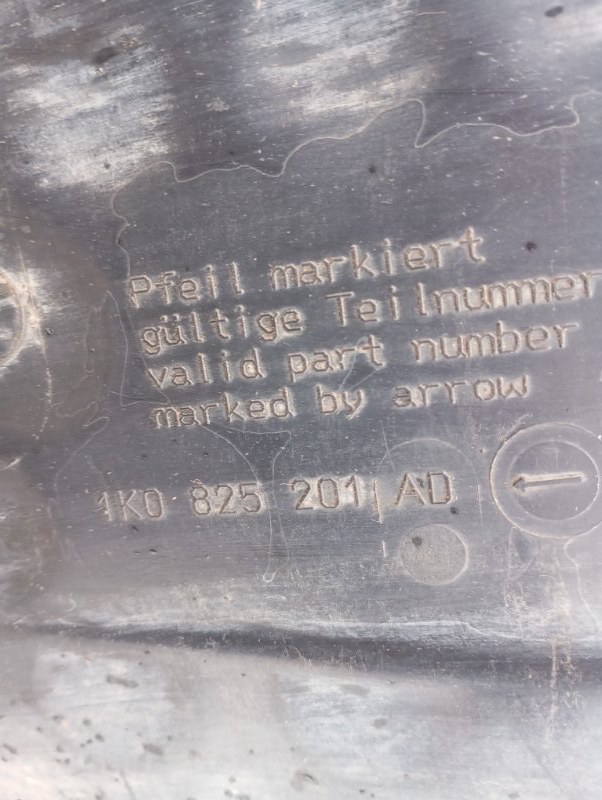 Pfeil markiert
gültige Teilnummer
valid part number
marked by arrow
1K0 825 201 AD